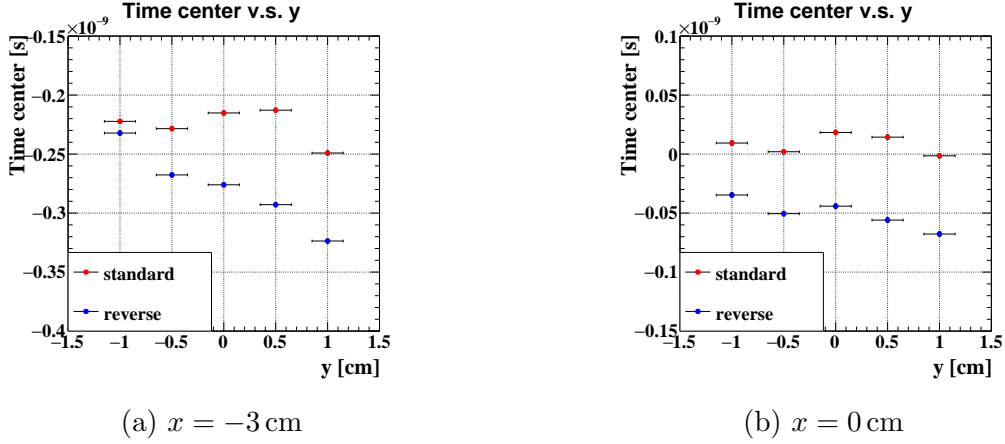 Time center v.s. y
×10⁻⁹
Time center [s]
−0.15
−0.2
−0.25
−0.3
−0.35
−0.4
standard
reverse
−1.5 −1 −0.5 0 0.5 1 1.5
y [cm]
(a) x = −3 cm
Time center v.s. y
×10⁻⁹
Time center [s]
0.1
0.05
0
−0.05
−0.1
−0.15
standard
reverse
−1.5 −1 −0.5 0 0.5 1 1.5
y [cm]
(b) x = 0 cm